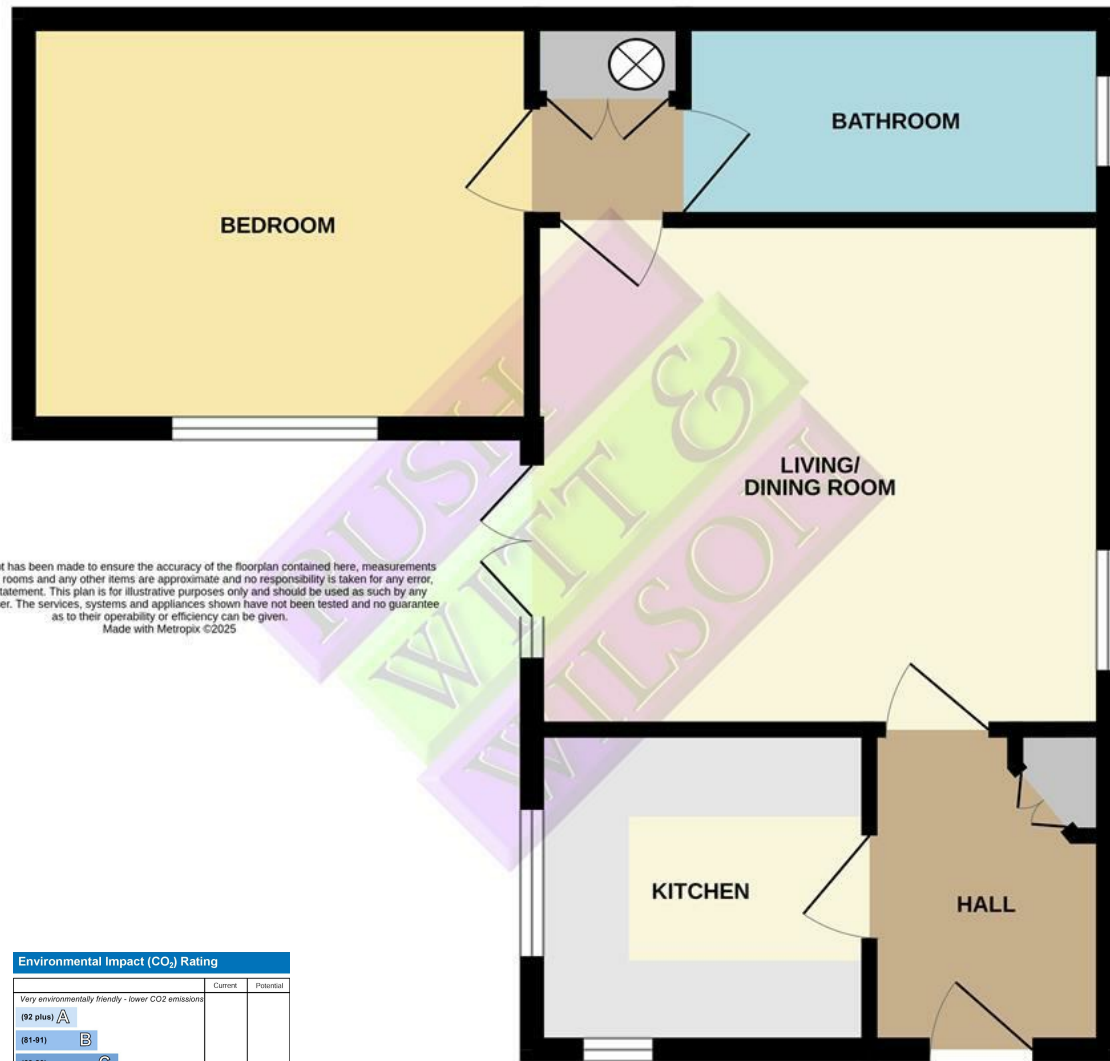 BEDROOM
BATHROOM
LIVING/
DINING ROOM
RUSH
WITT &
WILSON
has been made to ensure the accuracy of the floorplan contained here, measurements
rooms and any other items are approximate and no responsibility is taken for any error,
This plan is for illustrative purposes only and should be used as such by any
The services, systems and appliances shown have not been tested and no guarantee
as to their operability or efficiency can be given.
Made with Metropix ©2025
KITCHEN
HALL
Environmental Impact (CO₂) Rating
Current Potential
Very environmentally friendly - lower CO2 emissions
(92 plus) A
(81-91) B